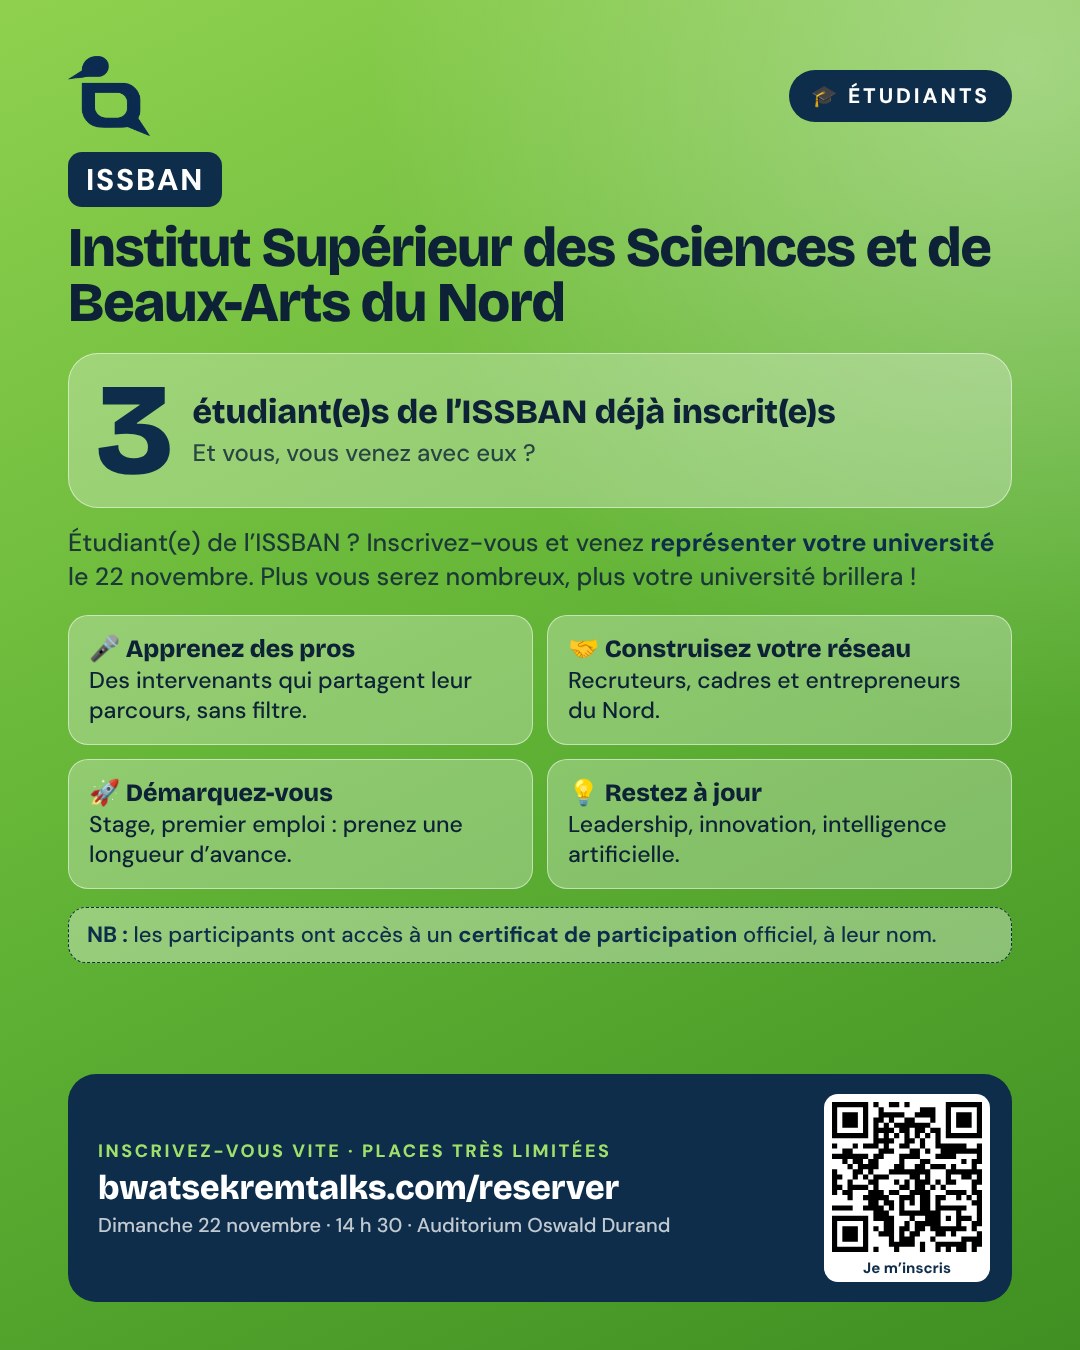 🎓 ÉTUDIANTS
ISSBAN
Institut Supérieur des Sciences et de
Beaux-Arts du Nord
3
étudiant(e)s de l’ISSBAN déjà inscrit(e)s
Et vous, vous venez avec eux ?
Étudiant(e) de l’ISSBAN ? Inscrivez-vous et venez représenter votre université
le 22 novembre. Plus vous serez nombreux, plus votre université brillera !
🎤 Apprenez des pros
Des intervenants qui partagent leur
parcours, sans filtre.
🤝 Construisez votre réseau
Recruteurs, cadres et entrepreneurs
du Nord.
🚀 Démarquez-vous
Stage, premier emploi : prenez une
longueur d’avance.
💡 Restez à jour
Leadership, innovation, intelligence
artificielle.
NB : les participants ont accès à un certificat de participation officiel, à leur nom.
INSCRIVEZ-VOUS VITE · PLACES TRÈS LIMITÉES
bwatsekremtalks.com/reserver
Dimanche 22 novembre · 14 h 30 · Auditorium Oswald Durand
Je m’inscris